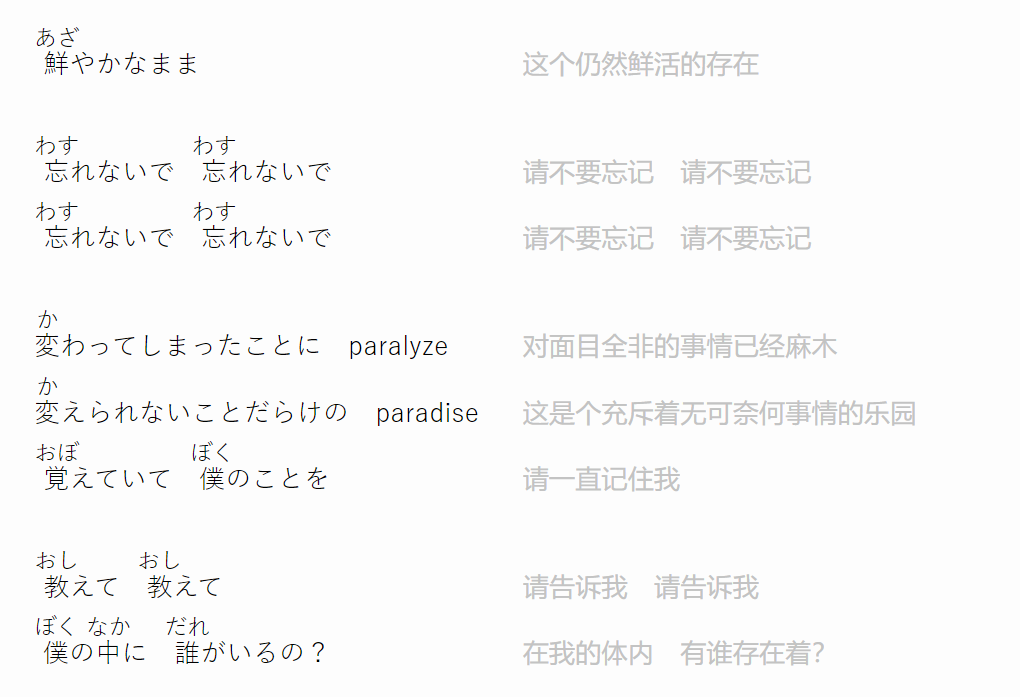 あざ
鮮やかなまま 这个仍然鲜活的存在
わす わす
忘れないで 忘れないで 请不要忘记 请不要忘记
わす わす
忘れないで 忘れないで 请不要忘记 请不要忘记
か
変わってしまったことに paralyze 对面目全非的事情已经麻木
か
変えられないことだらけの paradise 这是个充斥着无可奈何事情的乐园
おぼ ぼく
覚えていて 僕のことを 请一直记住我
おし おし
教えて 教えて 请告诉我 请告诉我
ぼく なか だれ
僕の中に 誰がいるの？ 在我的体内 有谁存在着?